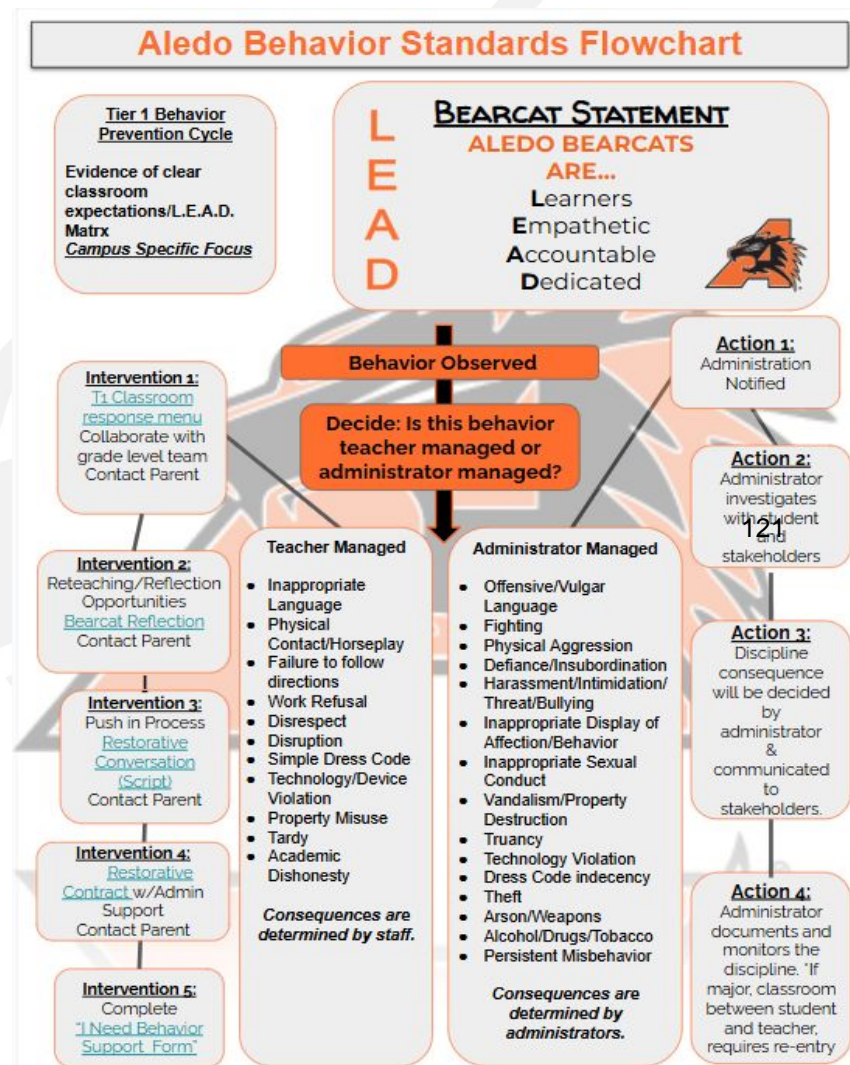 Aledo Behavior Standards Flowchart
Tier 1 Behavior
Prevention Cycle
Evidence of clear
classroom
expectations/L.E.A.D.
Matrx
Campus Specific Focus
L
E
A
D
BEARCAT STATEMENT
ALEDO BEARCATS
ARE...
Learners
Empathetic
Accountable
Dedicated
Behavior Observed
Decide: Is this behavior
teacher managed or
administrator managed?
Intervention 1:
T1 Classroom
response menu
Collaborate with
grade level team
Contact Parent
Intervention 2:
Reteaching/Reflection
Opportunities
Bearcat Reflection
Contact Parent
I
Intervention 3:
Push in Process
Restorative
Conversation
(Script)
Contact Parent
Intervention 4:
Restorative
Contract w/Admin
Support
Contact Parent
Intervention 5:
Complete
"I Need Behavior
Support Form"
Teacher Managed
• Inappropriate
Language
• Physical
Contact/Horseplay
• Failure to follow
directions
• Work Refusal
• Disrespect
• Disruption
• Simple Dress Code
• Technology/Device
Violation
• Property Misuse
• Tardy
• Academic
Dishonesty
Consequences are
determined by staff.
Administrator Managed
• Offensive/Vulgar
Language
• Fighting
• Physical Aggression
• Defiance/Insubordination
• Harassment/Intimidation/
Threat/Bullying
• Inappropriate Display of
Affection/Behavior
• Inappropriate Sexual
Conduct
• Vandalism/Property
Destruction
• Truancy
• Technology Violation
• Dress Code indecency
• Theft
• Arson/Weapons
• Alcohol/Drugs/Tobacco
• Persistent Misbehavior
Consequences are
determined by
administrators.
Action 1:
Administration
Notified
Action 2:
Administrator
investigates
with student
and
stakeholders
121
Action 3:
Discipline
consequence
will be decided
by
administrator
&
communicated
to
stakeholders.
Action 4:
Administrator
documents and
monitors the
discipline. *If
major, classroom
between student
and teacher,
requires re-entry